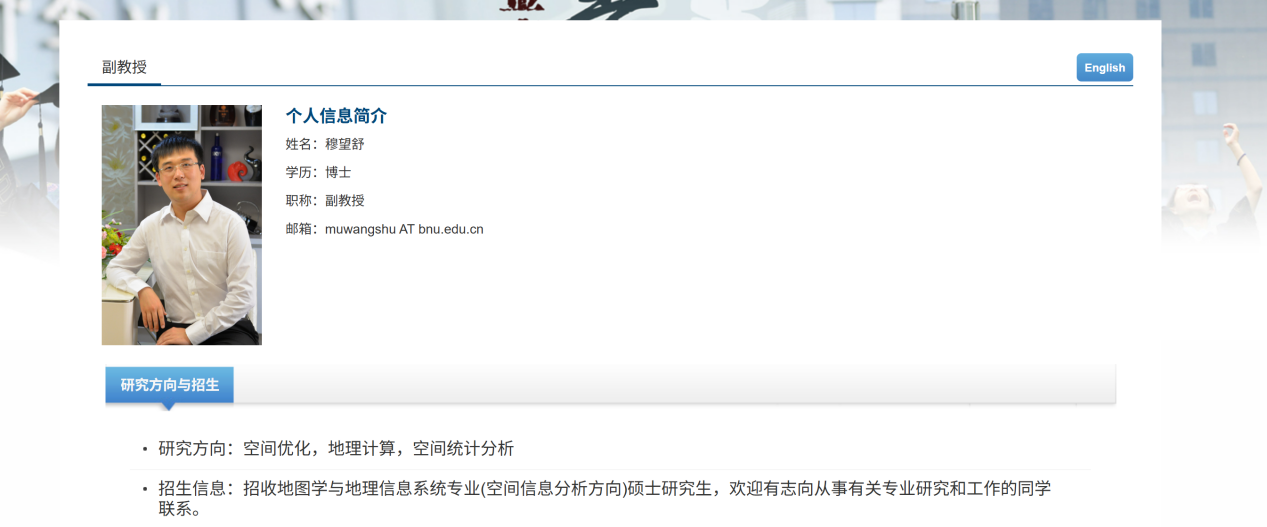 副教授
English
个人信息简介
姓名：穆望舒
学历：博士
职称：副教授
邮箱：muwangshu AT bnu.edu.cn
研究方向与招生
• 研究方向：空间优化，地理计算，空间统计分析
• 招生信息：招收地图学与地理信息系统专业(空间信息分析方向)硕士研究生，欢迎有志向从事有关专业研究和工作的同学
联系。